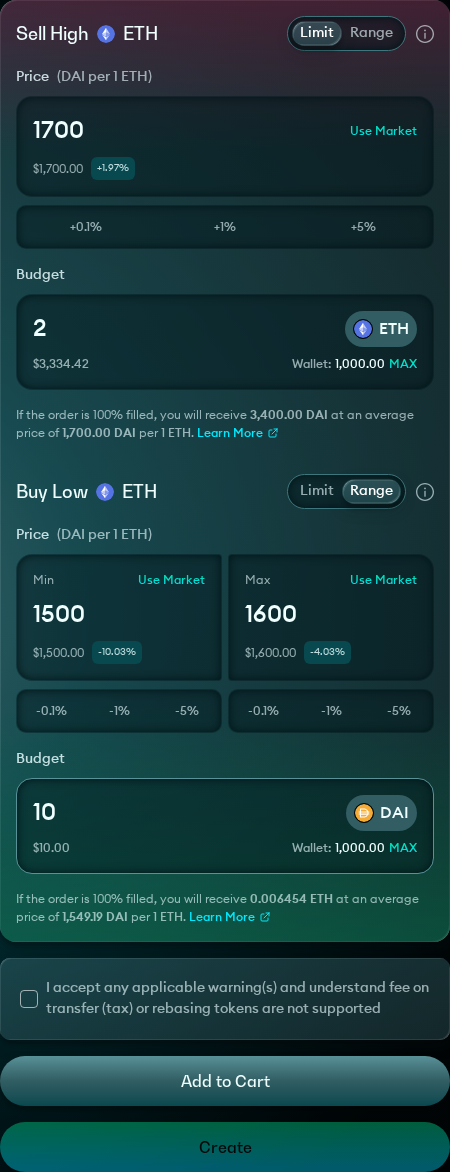 Sell High ETH Limit Range
Price (DAI per 1 ETH)
1700 Use Market
$1,700.00 +1.97%
+0.1% +1% +5%
Budget
2 ETH
$3,334.42 Wallet: 1,000.00 MAX
If the order is 100% filled, you will receive 3,400.00 DAI at an average
price of 1,700.00 DAI per 1 ETH. Learn More
Buy Low ETH Limit Range
Price (DAI per 1 ETH)
Min Use Market Max Use Market
1500 1600
$1,500.00 -10.03% $1,600.00 -4.03%
-0.1% -1% -5% -0.1% -1% -5%
Budget
10 DAI
$10.00 Wallet: 1,000.00 MAX
If the order is 100% filled, you will receive 0.006454 ETH at an average
price of 1,549.19 DAI per 1 ETH. Learn More
I accept any applicable warning(s) and understand fee on
transfer (tax) or rebasing tokens are not supported
Add to Cart
Create